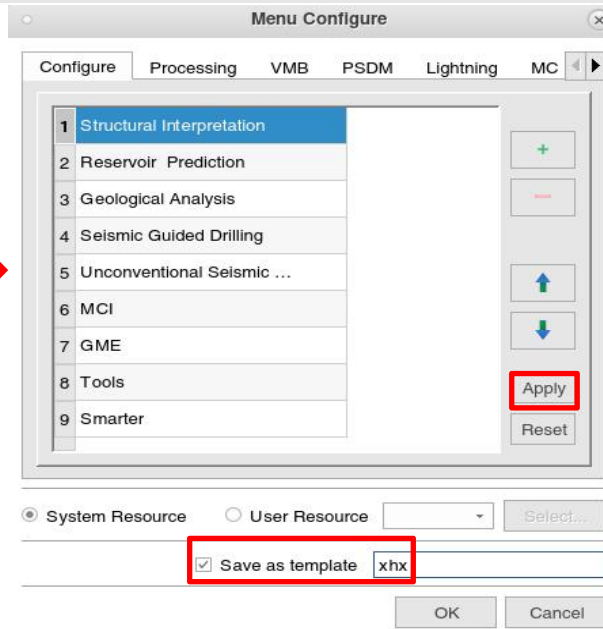 Menu Configure
Configure Processing VMB PSDM Lightning MC
1 Structural Interpretation
2 Reservoir Prediction
3 Geological Analysis
4 Seismic Guided Drilling
5 Unconventional Seismic ...
6 MCI
7 GME
8 Tools
9 Smarter
+
Apply
Reset
System Resource User Resource Select...
Save as template xhx
OK Cancel